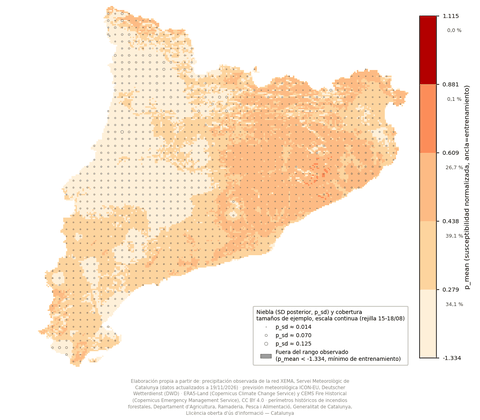 1.115
0,0 %
0.881
0,1 %
0.609
26,7 %
0.438
39,1 %
0.279
34,1 %
-1.334
p_mean (susceptibilidad normalizada, ancla=entrenamiento)
Niebla (SD posterior, p_sd) y cobertura
tamaños de ejemplo, escala continua (rejilla 15-18/08)
p_sd = 0.014
p_sd = 0.070
p_sd = 0.125
Fuera del rango observado
(p_mean < -1.334, mínimo de entrenamiento)
Elaboración propia a partir de: precipitación observada de la red XEMA, Servei Meteorològic de
Catalunya (datos actualizados a 19/11/2026) · previsión meteorológica ICON-EU, Deutscher
Wetterdienst (DWD) · ERA5-Land (Copernicus Climate Change Service) y CEMS Fire Historical
(Copernicus Emergency Management Service), CC BY 4.0 · perímetros históricos de incendios
forestales, Departament d'Agricultura, Ramaderia, Pesca i Alimentació, Generalitat de Catalunya,
Llicència oberta d'ús d'informació — Catalunya